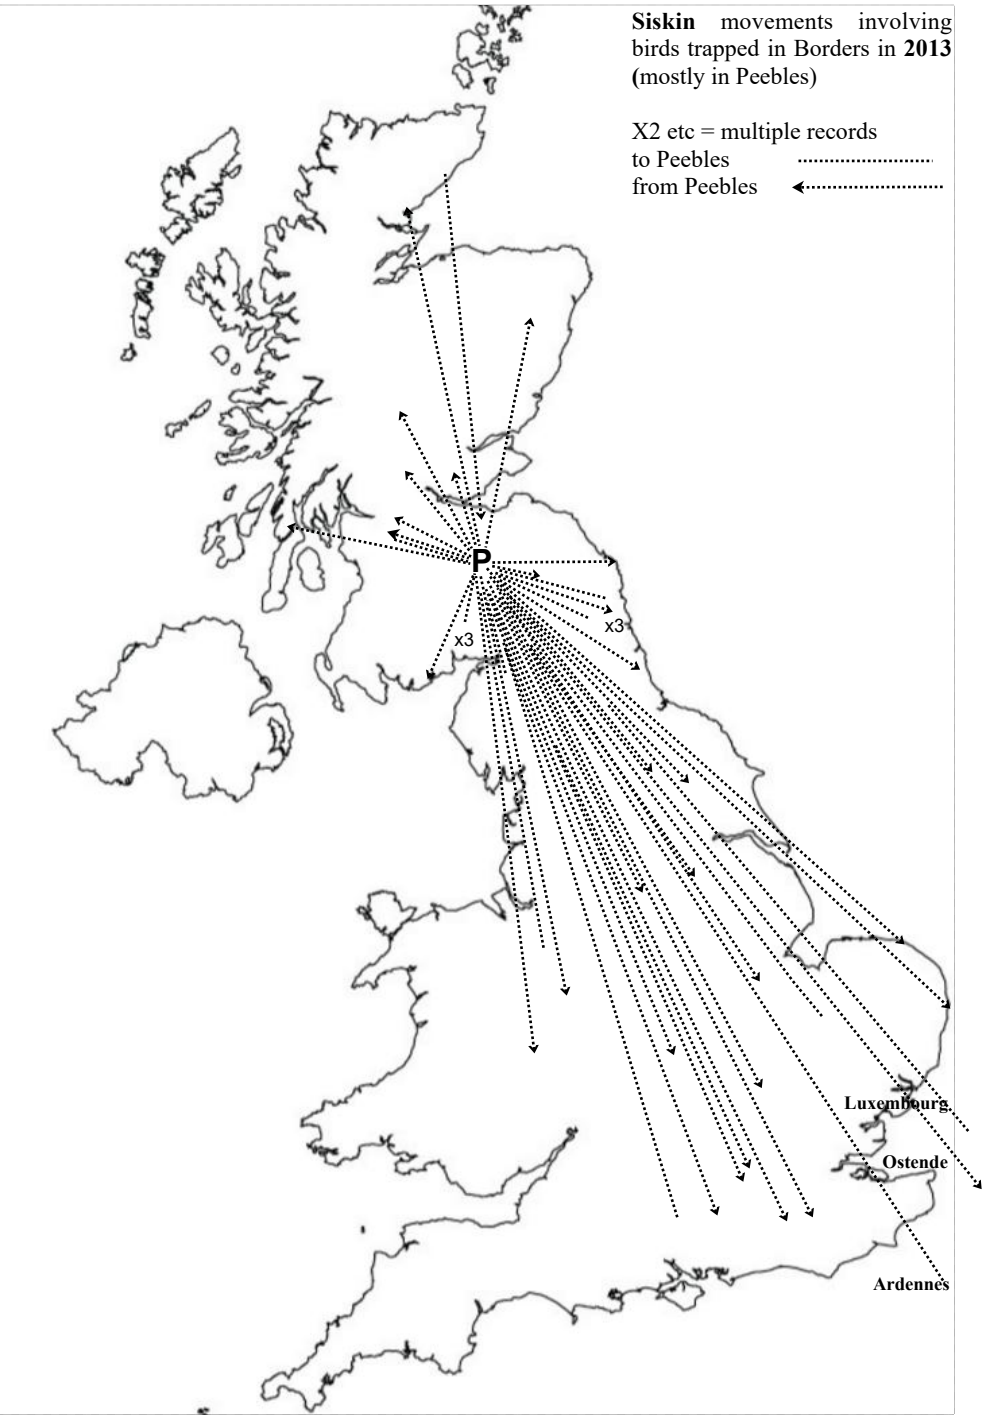 Siskin movements involving
birds trapped in Borders in 2013
(mostly in Peebles)
X2 etc = multiple records
to Peebles
from Peebles
P
x3
x3
Luxembourg
Ostende
Ardennes